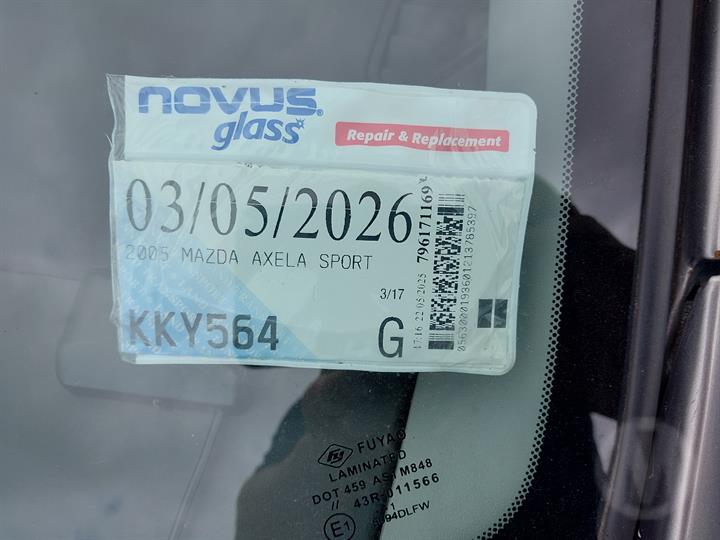 novus®
glass
Repair & Replacement
03/05/2026
2005 MAZDA AXELA SPORT
3/17
KKY564
G
17:16 22/05/2025 796171169
0563000193601213785397
FUYAO
LAMINATED
DOT 459 AS1 M848
// 43R-011566
E1